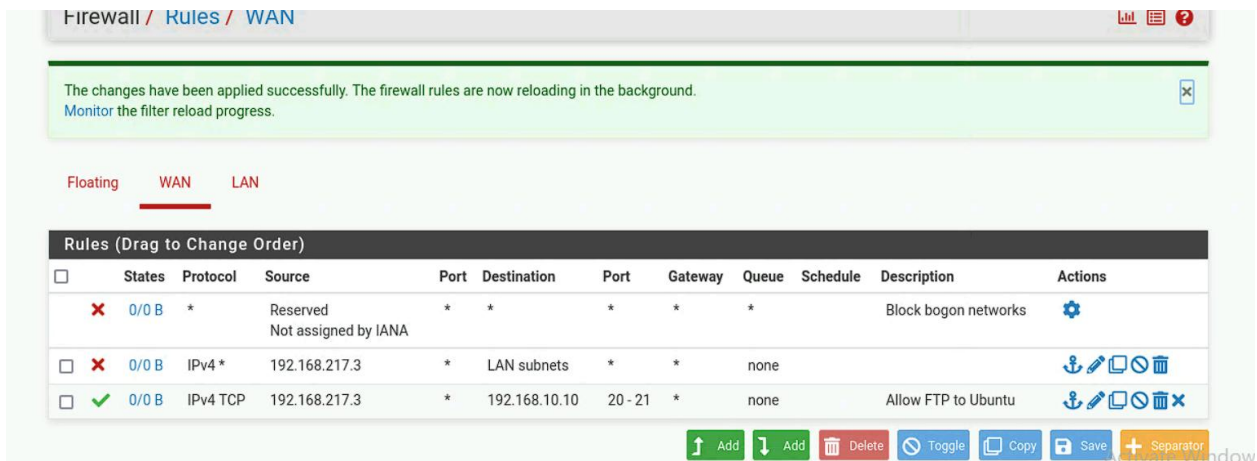 Firewall / Rules / WAN
The changes have been applied successfully. The firewall rules are now reloading in the background.
Monitor the filter reload progress.
Floating WAN LAN
Rules (Drag to Change Order)
States Protocol Source Port Destination Port Gateway Queue Schedule Description Actions
0/0 B * Reserved * * * * * Block bogon networks
Not assigned by IANA
0/0 B IPv4 * 192.168.217.3 * LAN subnets * * none
0/0 B IPv4 TCP 192.168.217.3 * 192.168.10.10 20 - 21 * none Allow FTP to Ubuntu
Add Add Delete Toggle Copy Save Separator
Activate Window